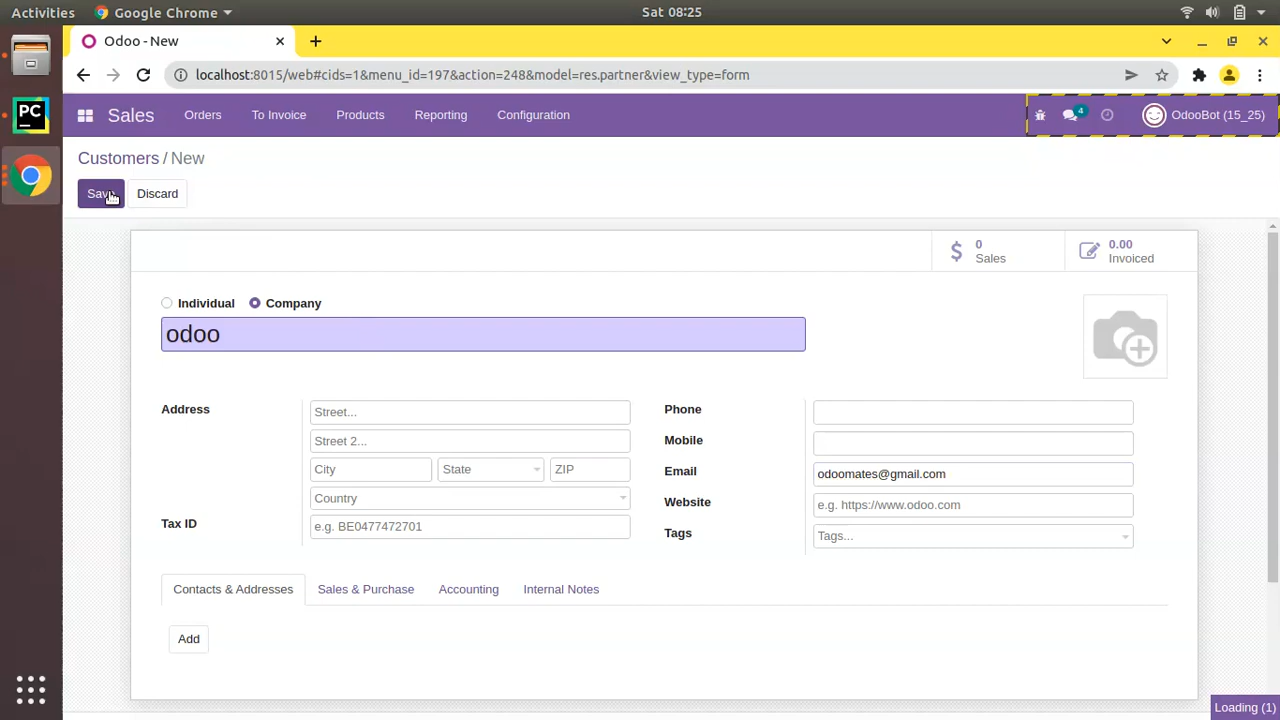 Activities Google Chrome Sat 08:25
Odoo - New
localhost:8015/web#cids=1&menu_id=197&action=248&model=res.partner&view_type=form
PC
Sales Orders To Invoice Products Reporting Configuration 4 OdooBot (15_25)
Customers / New
Save Discard
0 Sales
0.00 Invoiced
Individual Company
odoo
Address Street...
Street 2...
City State ZIP
Country
Tax ID e.g. BE0477472701
Phone
Mobile
Email odoomates@gmail.com
Website e.g. https://www.odoo.com
Tags Tags...
Contacts & Addresses Sales & Purchase Accounting Internal Notes
Add
Loading (1)